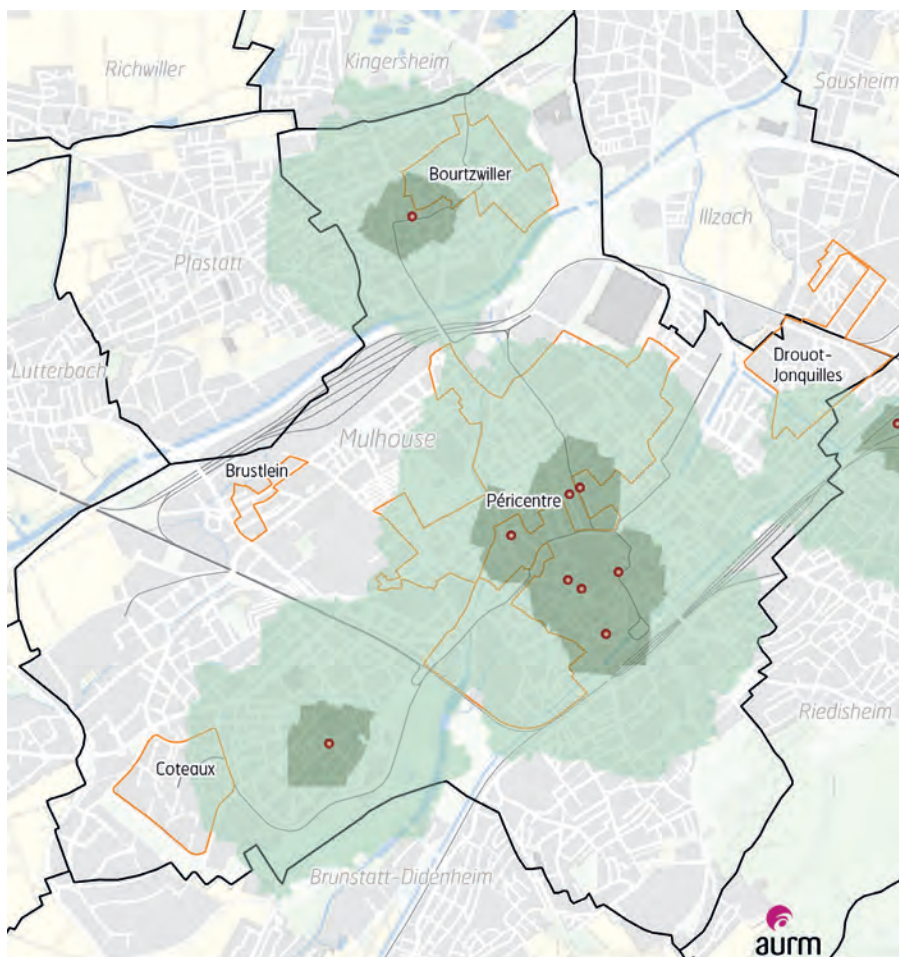 Kingersheim
Richwiller
Sausheim
Bourtzwiller
Illzach
Pfastatt
Drouot-
Jonquilles
Lutterbach
Mulhouse
Brustlein
Péricentre
Riedisheim
Coteaux
Brunstatt-Didenheim
aurm